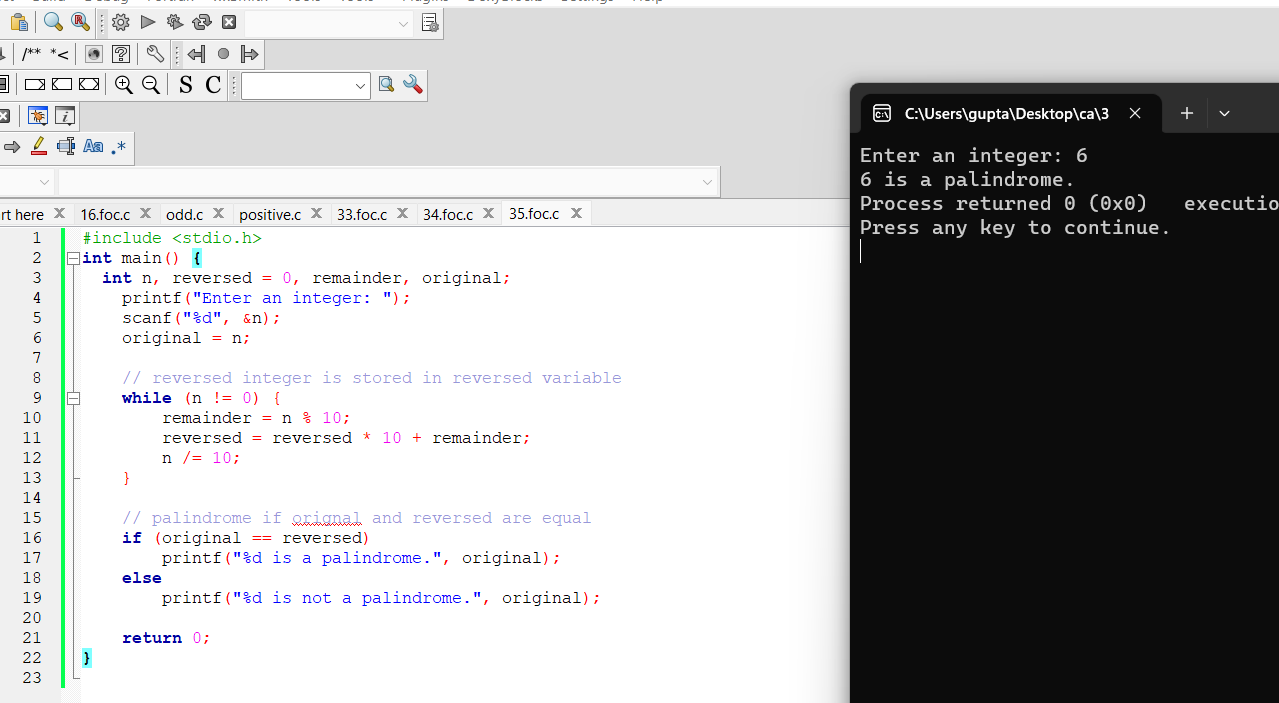 /** *<
S C
Aa .*
rt here 16.foc.c odd.c positive.c 33.foc.c 34.foc.c 35.foc.c
1 #include <stdio.h>
2 int main() {
3   int n, reversed = 0, remainder, original;
4     printf("Enter an integer: ");
5     scanf("%d", &n);
6     original = n;
7
8     // reversed integer is stored in reversed variable
9     while (n != 0) {
10         remainder = n % 10;
11         reversed = reversed * 10 + remainder;
12         n /= 10;
13     }
14
15     // palindrome if orignal and reversed are equal
16     if (original == reversed)
17         printf("%d is a palindrome.", original);
18     else
19         printf("%d is not a palindrome.", original);
20
21     return 0;
22 }
23
C:\Users\gupta\Desktop\ca\3
Enter an integer: 6
6 is a palindrome.
Process returned 0 (0x0)   executio
Press any key to continue.